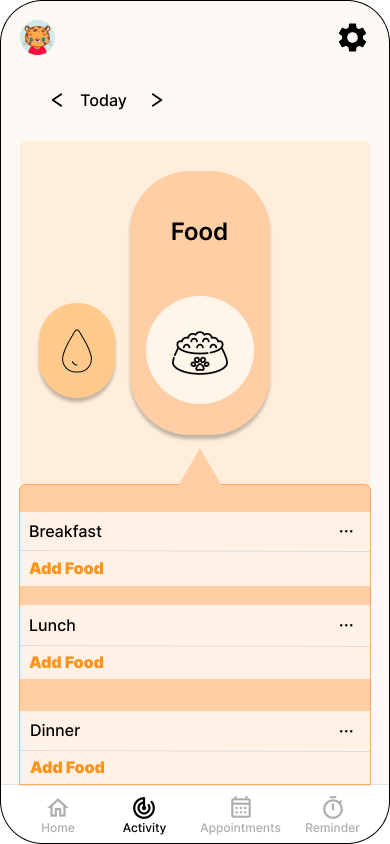 Today
Food
Breakfast
Add Food
Lunch
Add Food
Dinner
Add Food
Home
Activity
Appointments
Reminder